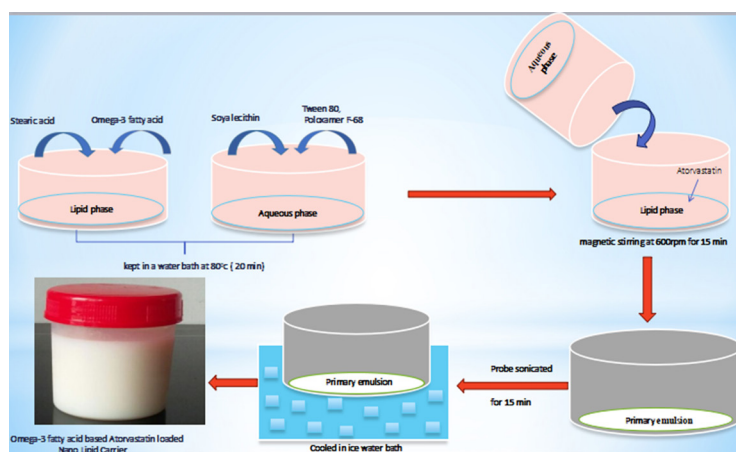 Stearic acid
Omega-3 fatty acid
Lipid phase
Soya lecithin
Tween 80,
Poloxamer F-68
Aqueous phase
kept in a water bath at 80°c { 20 min}
Aqueous
phase
Atorvastatin
Lipid phase
magnetic stirring at 600rpm for 15 min
Primary emulsion
Probe sonicated
for 15 min
Primary emulsion
Cooled in ice water bath
Omega-3 fatty acid based Atorvastatin loaded
Nano Lipid Carrier